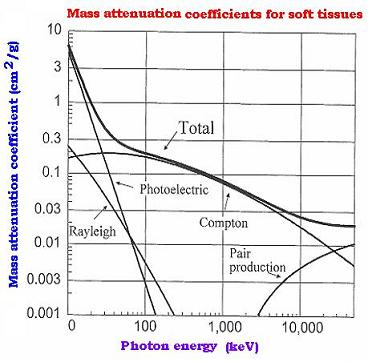 Mass attenuation coefficients for soft tissues
Mass attenuation coefficient (cm²/g)
10
3
1
0.3
0.1
0.03
0.01
0.003
0.001
Total
Photoelectric
Rayleigh
Compton
Pair
production
0
100
1,000
10,000
Photon energy (keV)